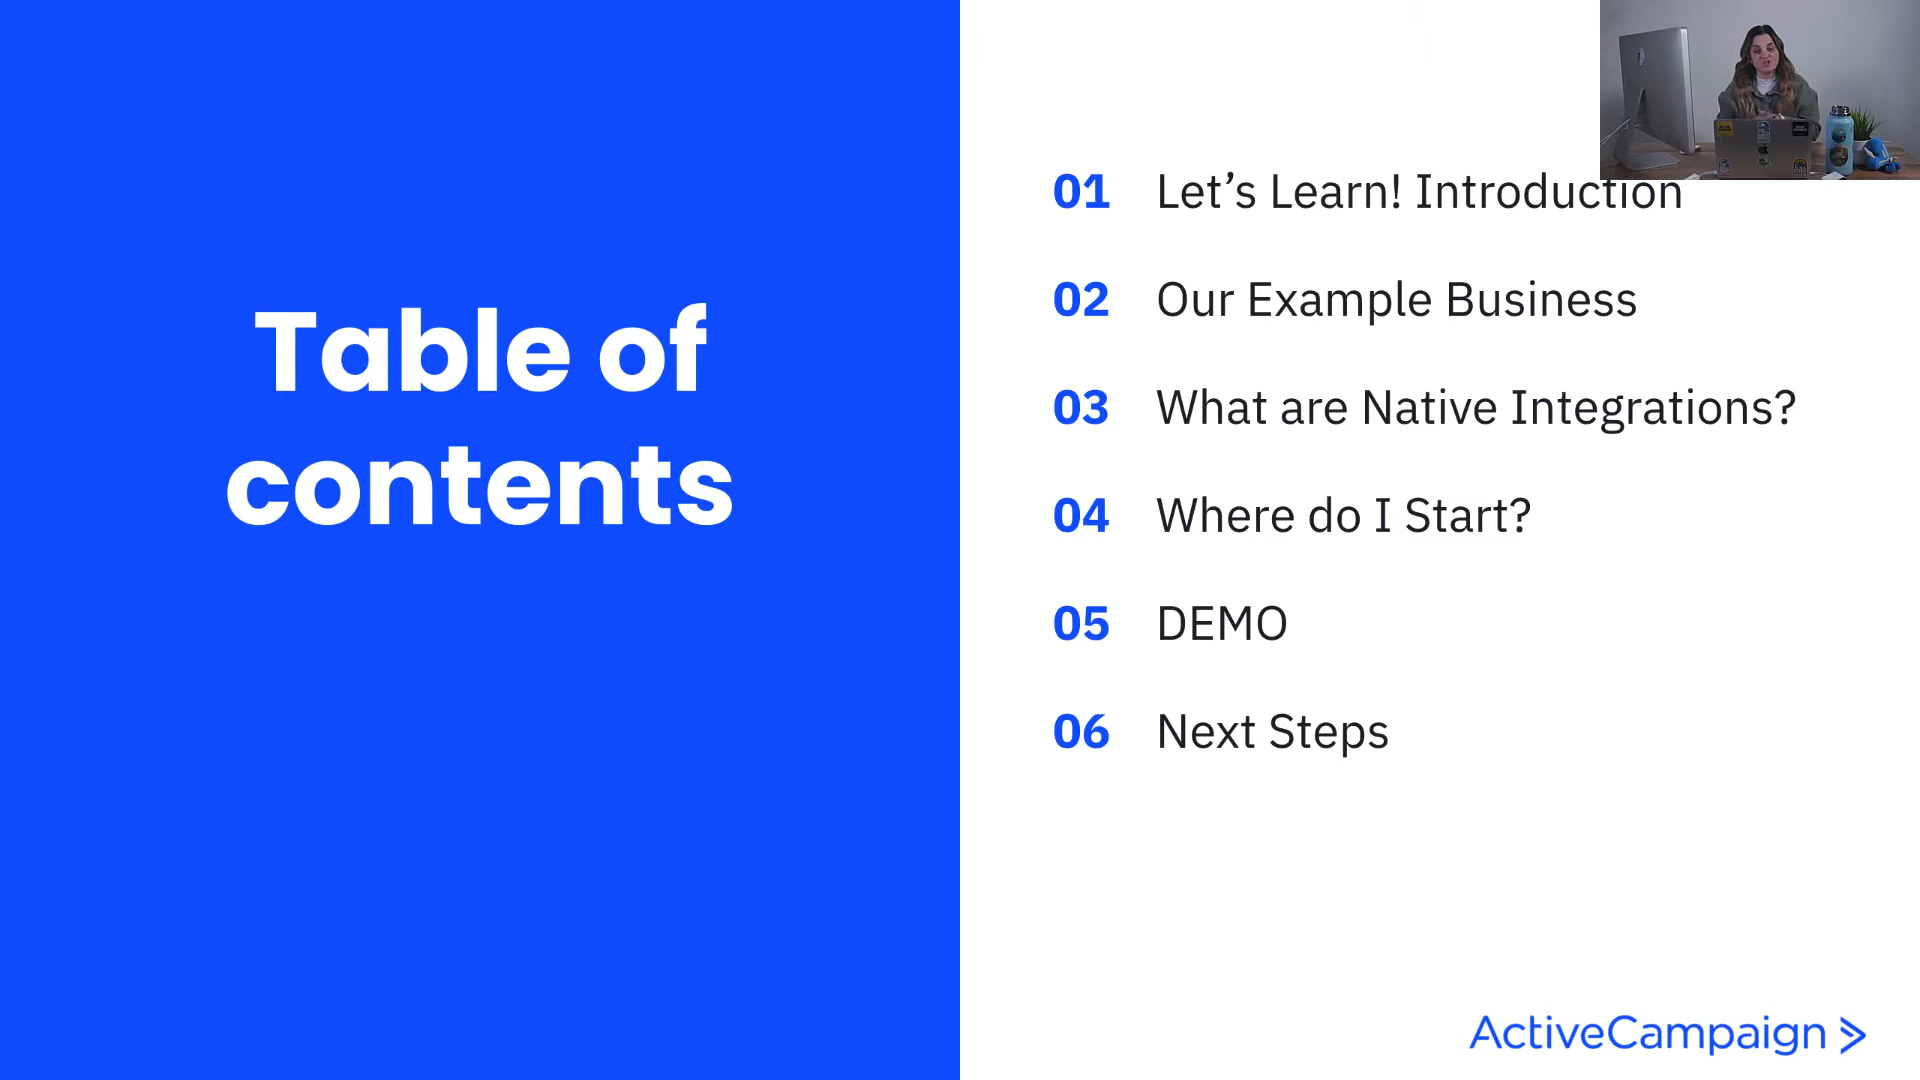 Table of
contents
01 Let’s Learn! Introduction
02 Our Example Business
03 What are Native Integrations?
04 Where do I Start?
05 DEMO
06 Next Steps
ActiveCampaign